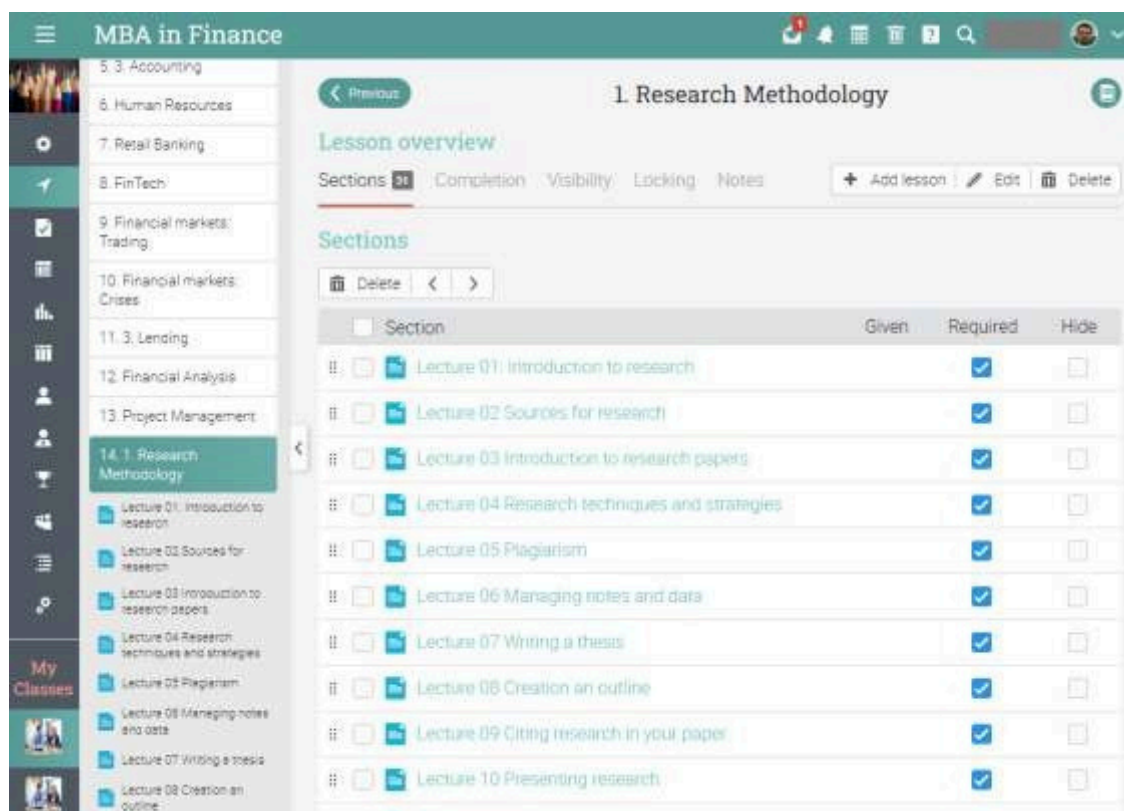 MBA in Finance
1
5. 3. Accounting
6. Human Resources
7. Retail Banking
8. FinTech
9. Financial markets:
Trading
10. Financial markets:
Crises
11. 3. Lending
12. Financial Analysis
13. Project Management
14. 1. Research
Methodology
Lecture 01: Introduction to
research
Lecture 02 Sources for
research
Lecture 03 Introduction to
research papers
Lecture 04 Research
techniques and strategies
Lecture 05 Plagiarism
Lecture 06 Managing notes
and data
Lecture 07 Writing a thesis
Lecture 08 Creation an
outline
My
Classes
Previous
1. Research Methodology
Lesson overview
Sections Completion Visibility Locking Notes
Add lesson Edit Delete
Sections
Delete
Section Given Required Hide
Lecture 01: Introduction to research
Lecture 02 Sources for research
Lecture 03 Introduction to research papers
Lecture 04 Research techniques and strategies
Lecture 05 Plagiarism
Lecture 06 Managing notes and data
Lecture 07 Writing a thesis
Lecture 08 Creation an outline
Lecture 09 Citing research in your paper
Lecture 10 Presenting research